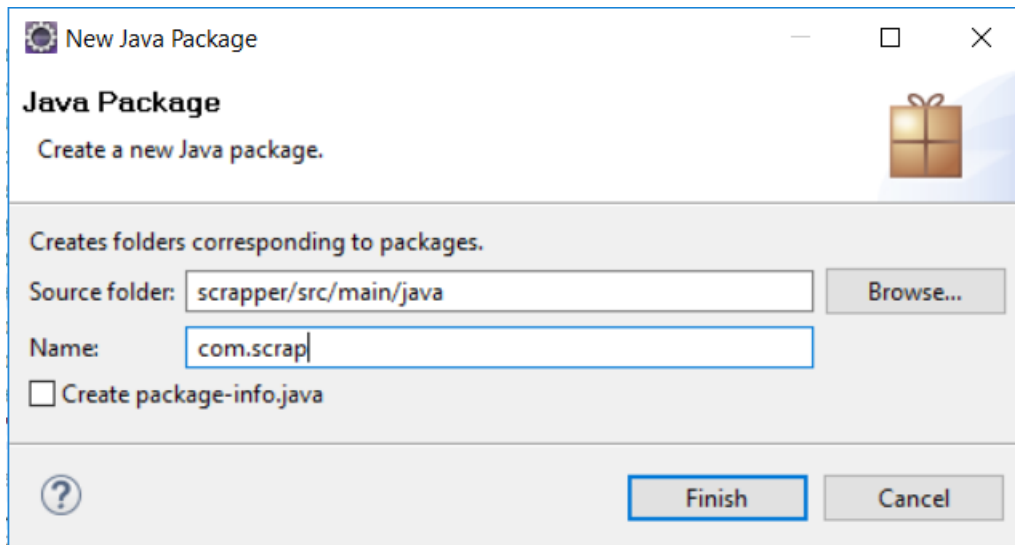 New Java Package
Java Package
Create a new Java package.
Creates folders corresponding to packages.
Source folder: scrapper/src/main/java Browse...
Name: com.scrap
Create package-info.java
? Finish Cancel